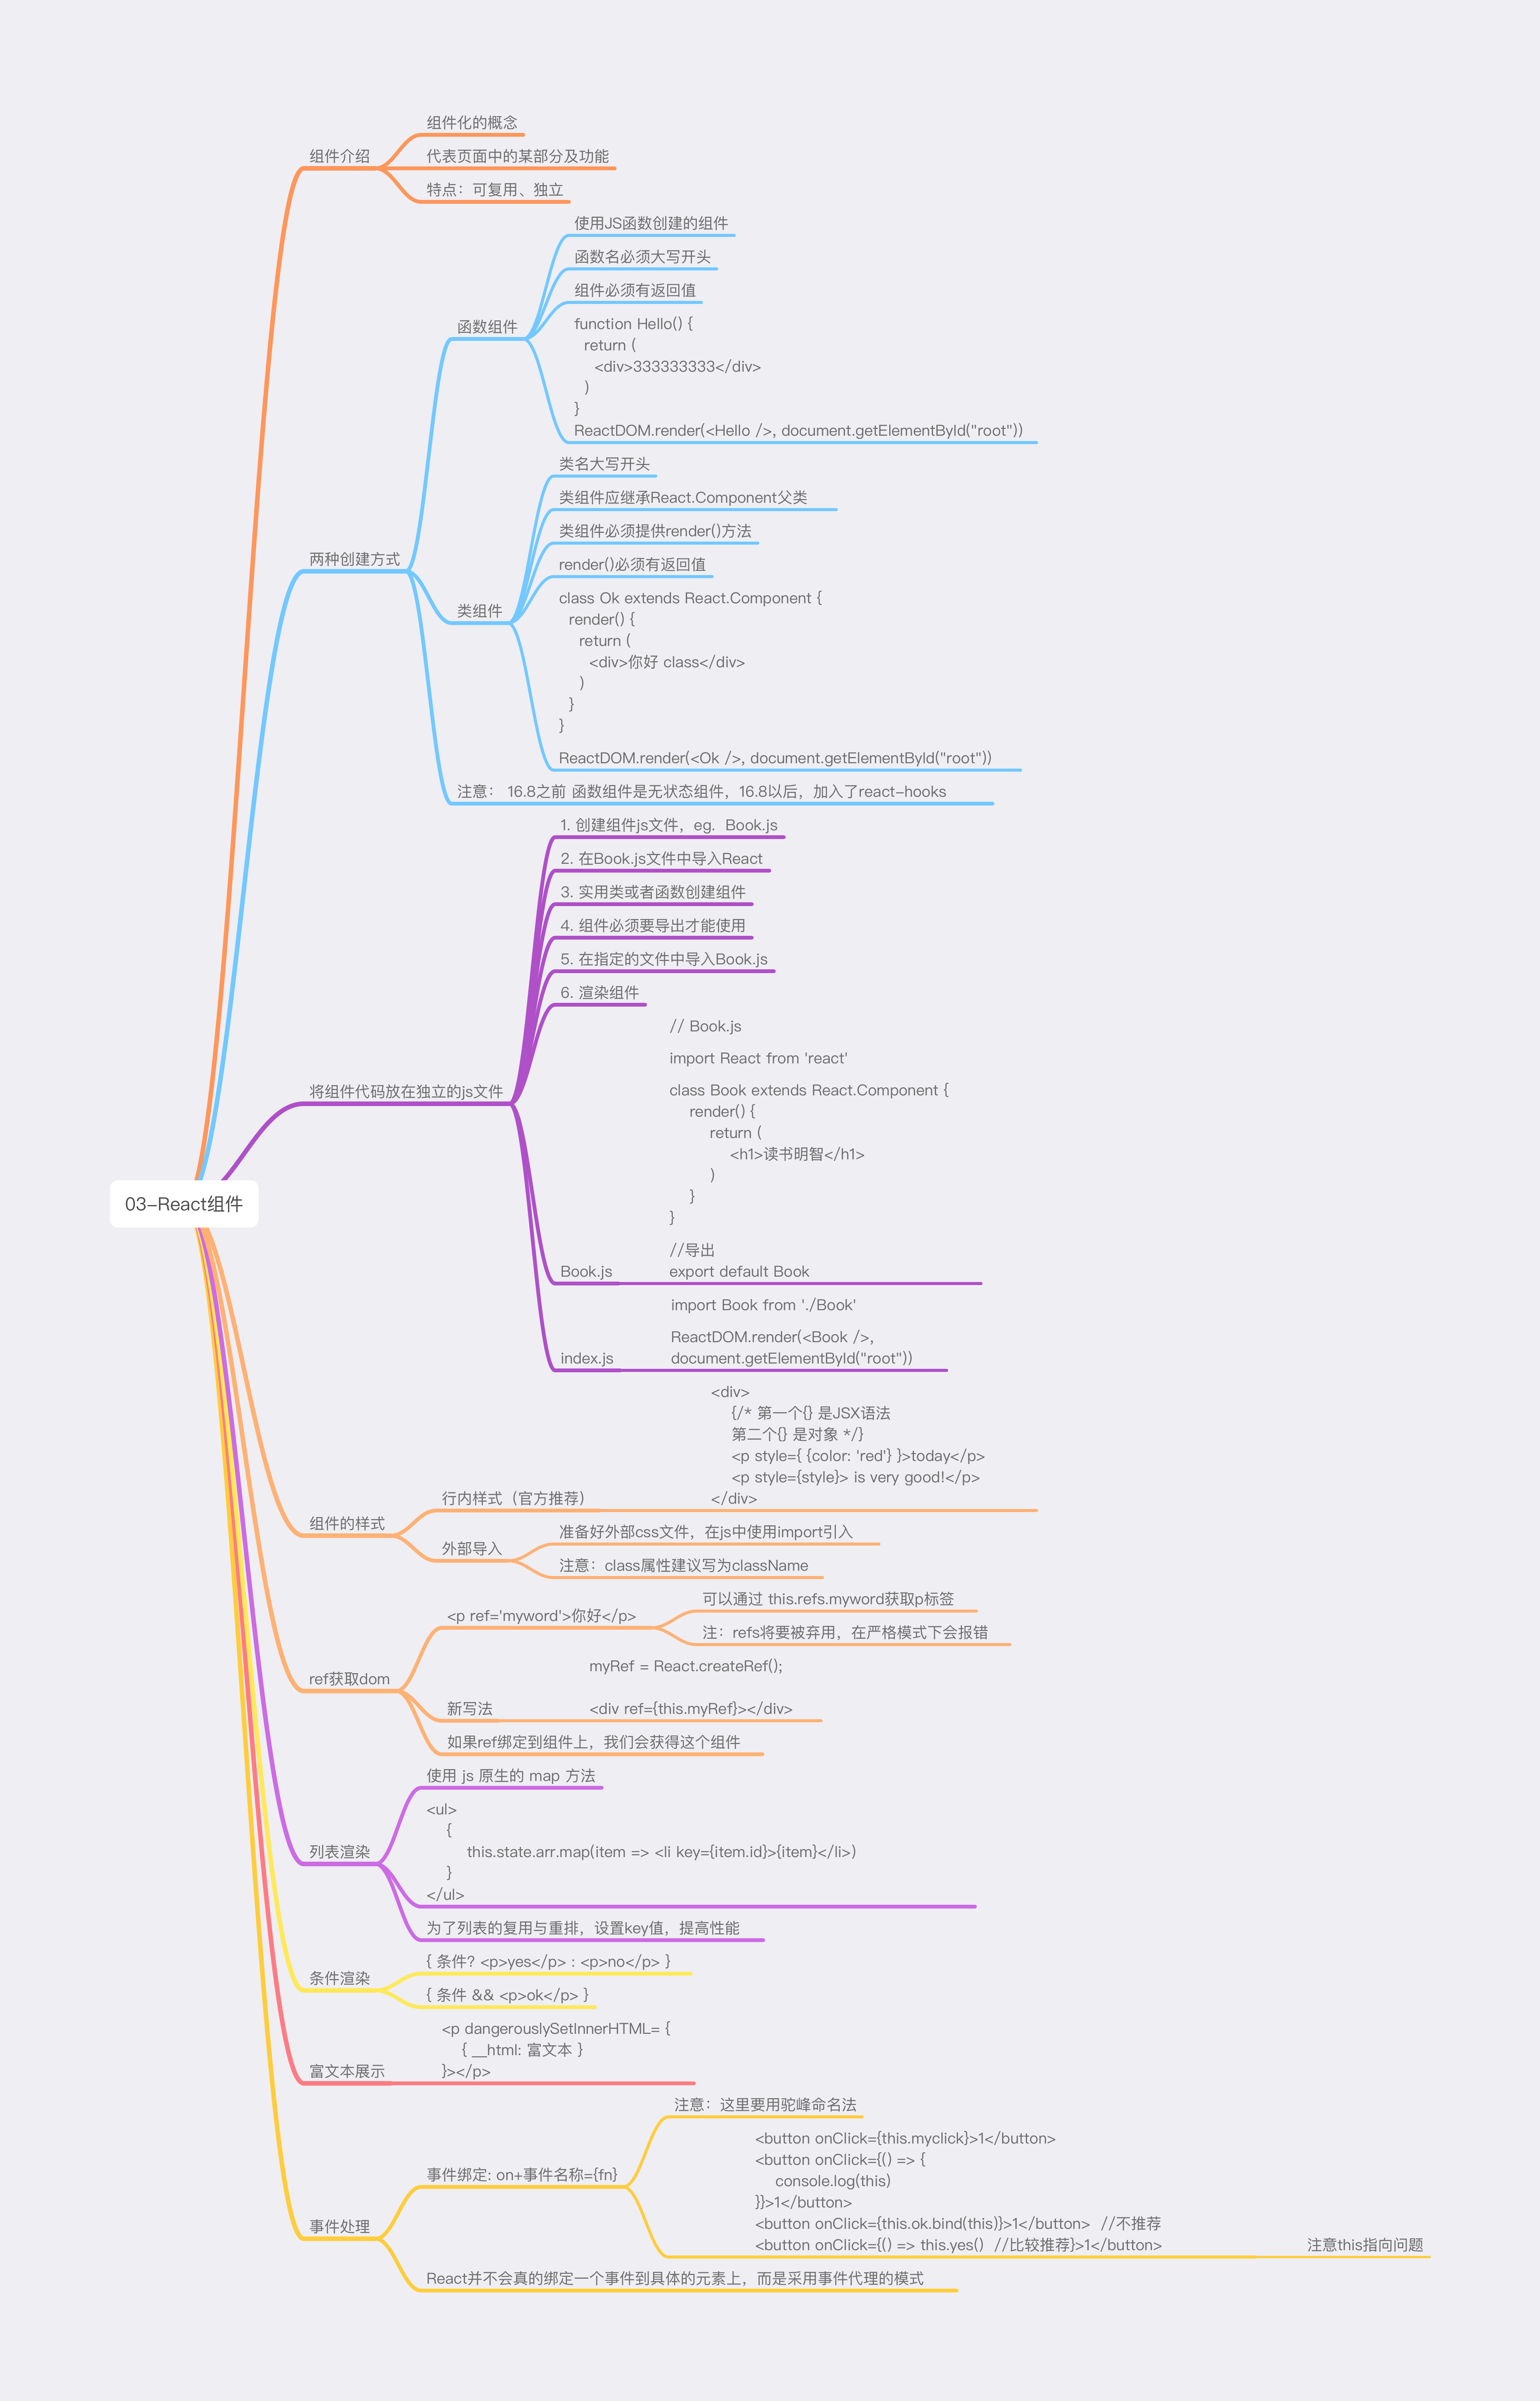 组件化的概念
组件介绍
代表页面中的某部分及功能
特点：可复用、独立
使用JS函数创建的组件
函数名必须大写开头
组件必须有返回值
函数组件
function Hello() {
return (
<div>333333333</div>
)
}
ReactDOM.render(<Hello />, document.getElementById("root"))
两种创建方式
类名大写开头
类组件应继承React.Component父类
类组件必须提供render()方法
render()必须有返回值
类组件
class Ok extends React.Component {
render() {
return (
<div>你好 class</div>
)
}
}
ReactDOM.render(<Ok />, document.getElementById("root"))
注意： 16.8之前 函数组件是无状态组件，16.8以后，加入了react-hooks
1. 创建组件js文件，eg. Book.js
2. 在Book.js文件中导入React
3. 实用类或者函数创建组件
4. 组件必须要导出才能使用
5. 在指定的文件中导入Book.js
6. 渲染组件
将组件代码放在独立的js文件
// Book.js
import React from 'react'
class Book extends React.Component {
render() {
return (
<h1>读书明智</h1>
)
}
}
//导出
Book.js
export default Book
import Book from './Book'
ReactDOM.render(<Book />,
index.js
document.getElementById("root"))
03-React组件
<div>
{/* 第一个{} 是JSX语法
第二个{} 是对象 */}
<p style={ {color: 'red'} }>today</p>
<p style={style}> is very good!</p>
</div>
行内样式（官方推荐）
组件的样式
外部导入
准备好外部css文件，在js中使用import引入
注意：class属性建议写为className
<p ref='myword'>你好</p>
可以通过 this.refs.myword获取p标签
注：refs将要被弃用，在严格模式下会报错
ref获取dom
myRef = React.createRef();
新写法
<div ref={this.myRef}></div>
如果ref绑定到组件上，我们会获得这个组件
使用 js 原生的 map 方法
列表渲染
<ul>
{
this.state.arr.map(item => <li key={item.id}>{item}</li>)
}
</ul>
为了列表的复用与重排，设置key值，提高性能
{ 条件? <p>yes</p> : <p>no</p> }
条件渲染
{ 条件 && <p>ok</p> }
<p dangerouslySetInnerHTML= {
{ __html: 富文本 }
富文本展示
}></p>
注意：这里要用驼峰命名法
事件绑定: on+事件名称={fn}
<button onClick={this.myclick}>1</button>
<button onClick={() => {
console.log(this)
}}>1</button>
<button onClick={this.ok.bind(this)}>1</button> //不推荐
<button onClick={() => this.yes() //比较推荐}>1</button>
注意this指向问题
事件处理
React并不会真的绑定一个事件到具体的元素上，而是采用事件代理的模式